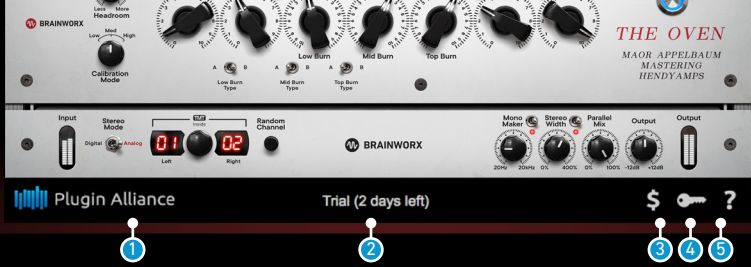 Less More
Headroom
BRAINWORX
Med
Low High
Calibration
Mode
Low Burn Mid Burn Top Burn
A B A B A B
Low Burn
Type
Mid Burn
Type
Top Burn
Type
THE OVEN
MAOR APPELBAUM
MASTERING
HENDYAMPS
Input
Stereo
Mode
Digital Analog
TMT
inside
01 02
Left Right
Random
Channel
BRAINWORX
Mono
Maker
20Hz 20kHz
Stereo
Width
0% 400%
Parallel
Mix
0% 100%
Output
-12dB +12dB
Output
Plugin Alliance Trial (2 days left) $ ?
1 2 3 4 5